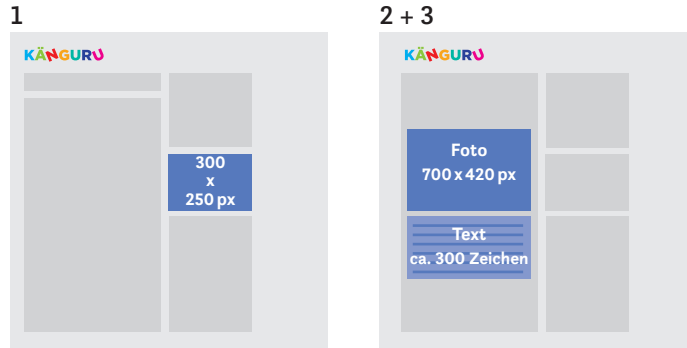 1
KÄNGURU
300
x
250 px
2 + 3
KÄNGURU
Foto
700 x 420 px
Text
ca. 300 Zeichen